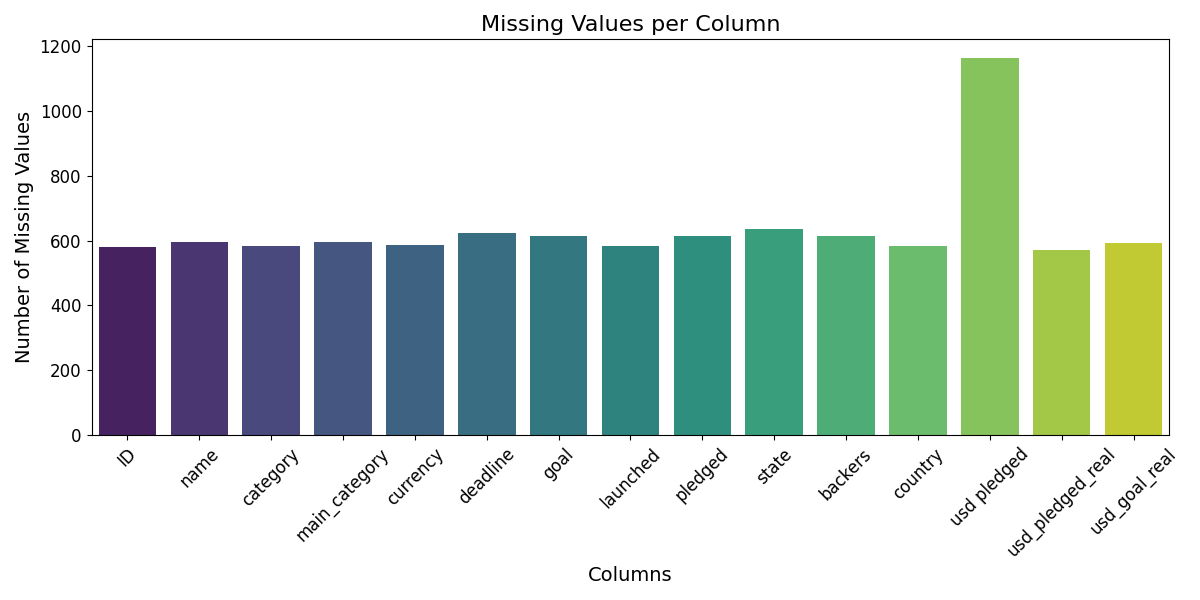 Missing Values per Column
Number of Missing Values
1200
1000
800
600
400
200
0
ID
name
category
main_category
currency
deadline
goal
launched
pledged
state
backers
country
usd pledged
usd_pledged_real
usd_goal_real
Columns